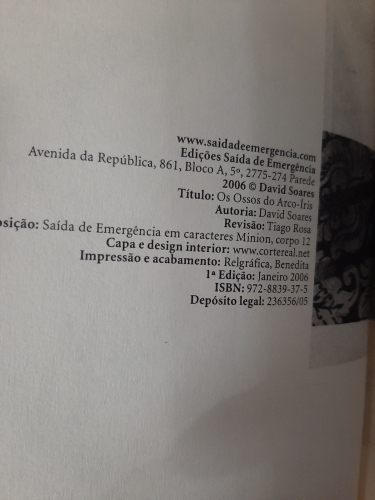 www.saidadeemergencia.com
Edições Saída de Emergência
Avenida da República, 861, Bloco A, 5º, 2775-274 Parede
2006 © David Soares
Título: Os Ossos do Arco-Íris
Autoria: David Soares
Revisão: Tiago Rosa
osição: Saída de Emergência em caracteres Minion, corpo 12
Capa e design interior: www.cortereal.net
Impressão e acabamento: Relgráfica, Benedita
1ª Edição: Janeiro 2006
ISBN: 972-8839-37-5
Depósito legal: 236356/05